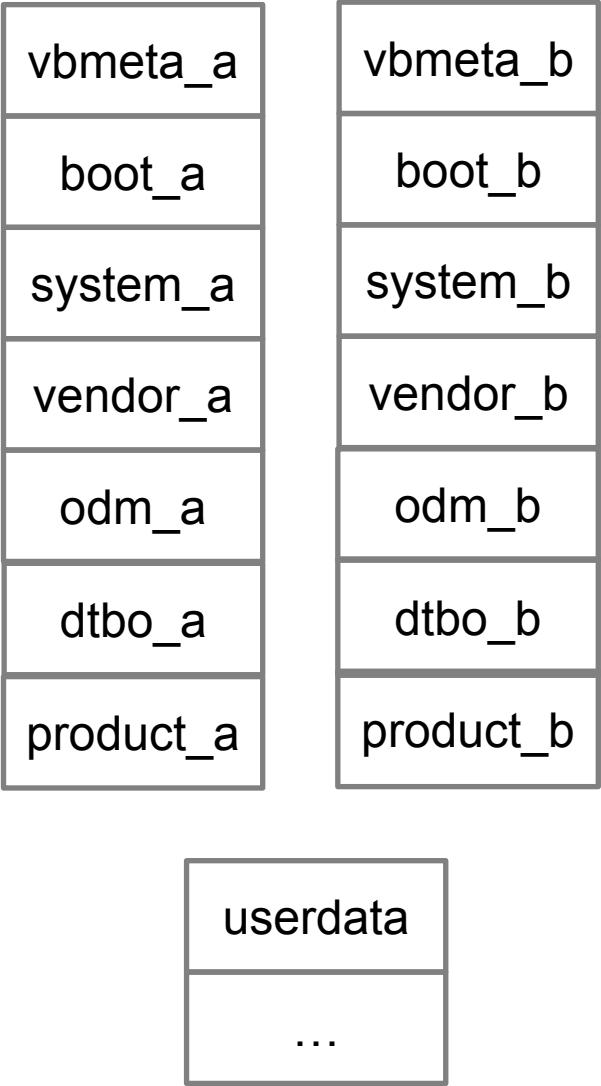 vbmeta_a
boot_a
system_a
vendor_a
odm_a
dtbo_a
product_a
vbmeta_b
boot_b
system_b
vendor_b
odm_b
dtbo_b
product_b
userdata
…